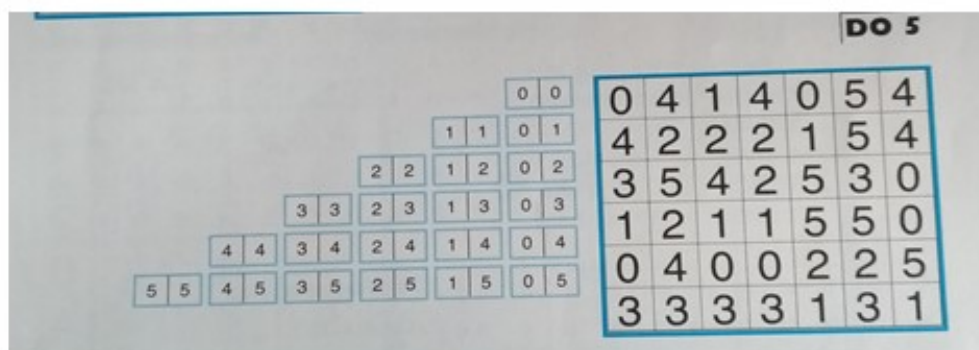 DO 5
0 0
1 1 0 1
2 2 1 2 0 2
3 3 2 3 1 3 0 3
4 4 3 4 2 4 1 4 0 4
5 5 4 5 3 5 2 5 1 5 0 5
0 4 1 4 0 5 4
4 2 2 2 1 5 4
3 5 4 2 5 3 0
1 2 1 1 5 5 0
0 4 0 0 2 2 5
3 3 3 3 1 3 1